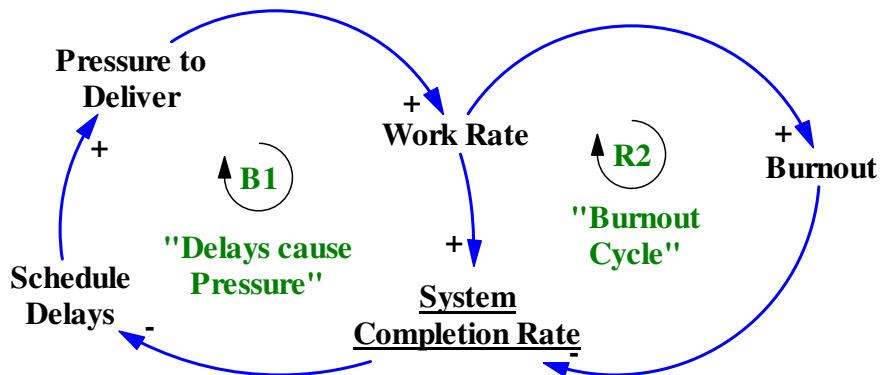 Pressure to
Deliver
+
+
Work Rate
+
Burnout
B1
R2
"Delays cause
Pressure"
"Burnout
Cycle"
+
+
Schedule
Delays
-
System
Completion Rate
-